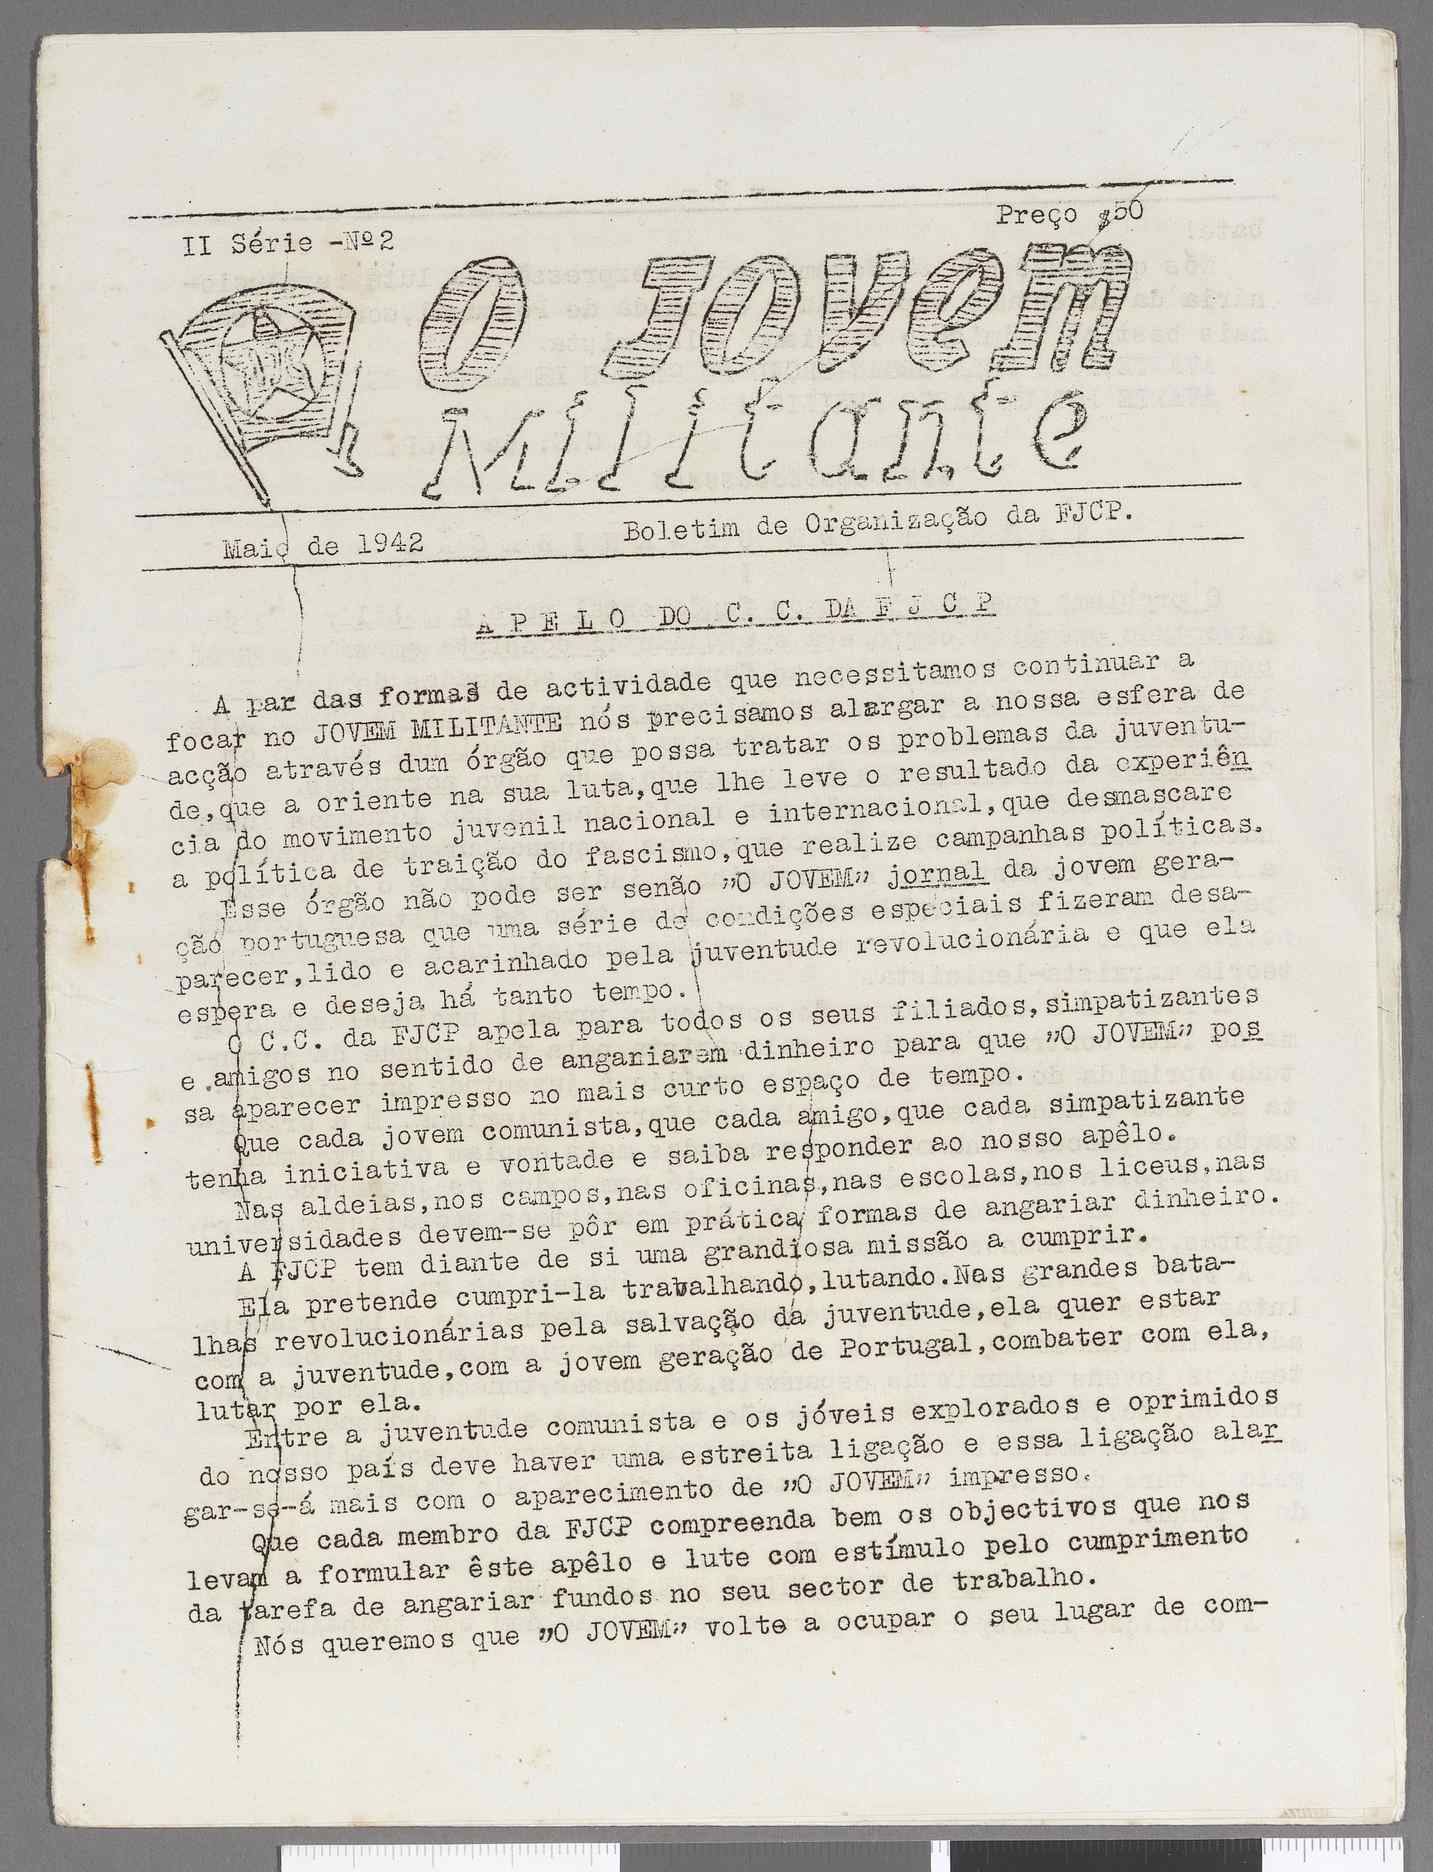 II Série -Nº2
Preço $50
O Jovem
Militante
Maio de 1942
Boletim de Organização da FJCP.
A P E L O DO C. C. DA F J C P
A par das formas de actividade que necessitamos continuar a
focar no JOVEM MILITANTE nós precisamos alargar a nossa esfera de
acção através dum órgão que possa tratar os problemas da juventu-
de,que a oriente na sua luta,que lhe leve o resultado da experiên
cia do movimento juvenil nacional e internacional,que desmascare
a política de traição do fascismo,que realize campanhas políticas.
Esse órgão não pode ser senão "O JOVEM" jornal da jovem gera-
ção portuguesa que uma série de condições especiais fizeram desa-
parecer,lido e acarinhado pela juventude revolucionária e que ela
espera e deseja há tanto tempo.
O C.C. da FJCP apela para todos os seus filiados,simpatizantes
e amigos no sentido de angariarem dinheiro para que "O JOVEM" pos
sa aparecer impresso no mais curto espaço de tempo.
Que cada jovem comunista,que cada amigo,que cada simpatizante
tenha iniciativa e vontade e saiba responder ao nosso apêlo.
Nas aldeias,nos campos,nas oficinas,nas escolas,nos liceus,nas
universidades devem-se pôr em prática formas de angariar dinheiro.
A FJCP tem diante de si uma grandiosa missão a cumprir.
Ela pretende cumpri-la trabalhando,lutando.Nas grandes bata-
lhas revolucionárias pela salvação da juventude,ela quer estar
com a juventude,com a jovem geração de Portugal,combater com ela,
lutar por ela.
Entre a juventude comunista e os jóveis explorados e oprimidos
do nosso país deve haver uma estreita ligação e essa ligação alar
gar-se-á mais com o aparecimento de "O JOVEM" impresso.
Que cada membro da FJCP compreenda bem os objectivos que nos
levam a formular êste apêlo e lute com estímulo pelo cumprimento
da tarefa de angariar fundos no seu sector de trabalho.
Nós queremos que "O JOVEM" volte a ocupar o seu lugar de com-